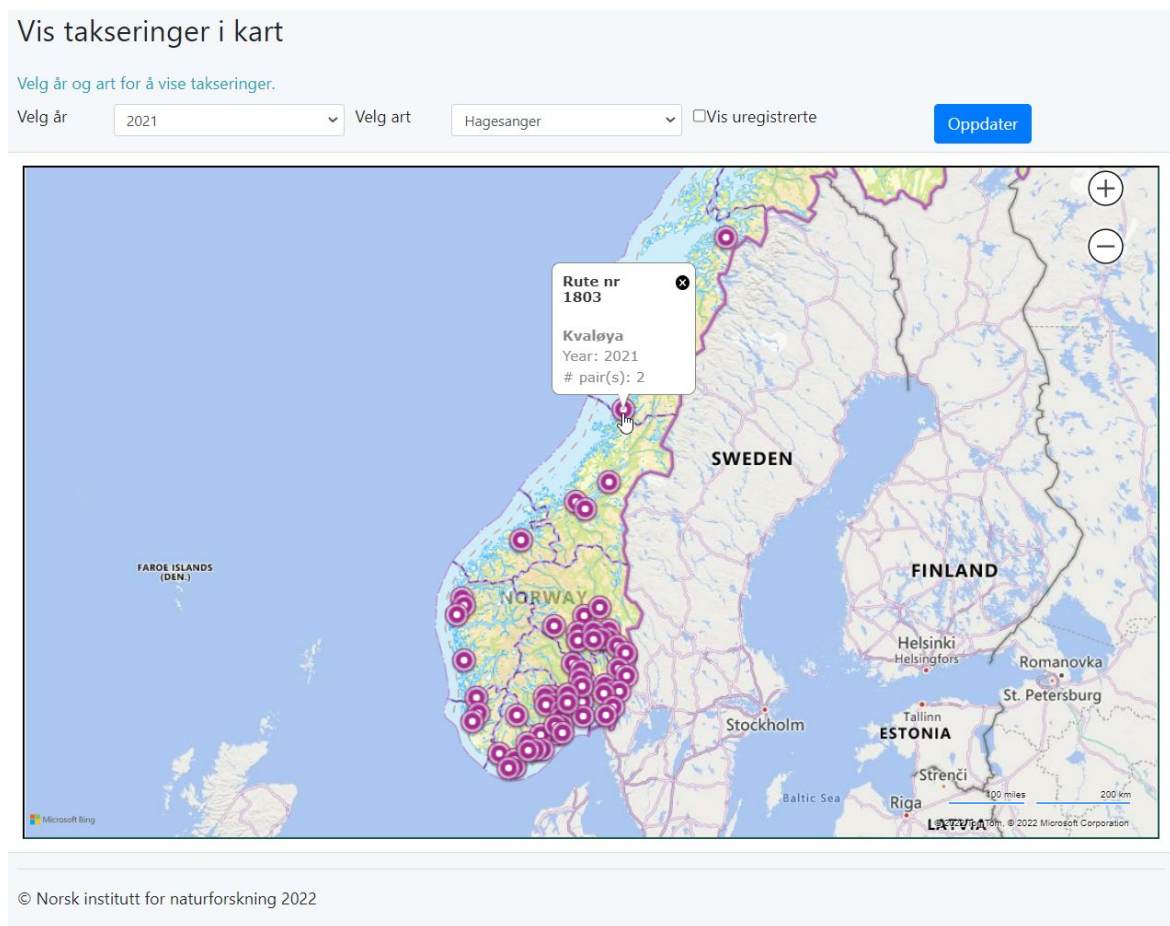 Vis takseringer i kart
Velg år og art for å vise takseringer.
Velg år
2021
Velg art
Hagesanger
Vis uregistrerte
Oppdater
Rute nr
1803
Kvaløya
Year: 2021
# pair(s): 2
SWEDEN
FAROE ISLANDS
(DEN.)
FINLAND
NORWAY
Helsinki
Helsingfors
Romanovka
St. Petersburg
Stockholm
Tallinn
ESTONIA
Strenči
Baltic Sea
Riga
100 miles
200 km
LATVIA
Microsoft Bing
© 2022 TomTom, © 2022 Microsoft Corporation
© Norsk institutt for naturforskning 2022